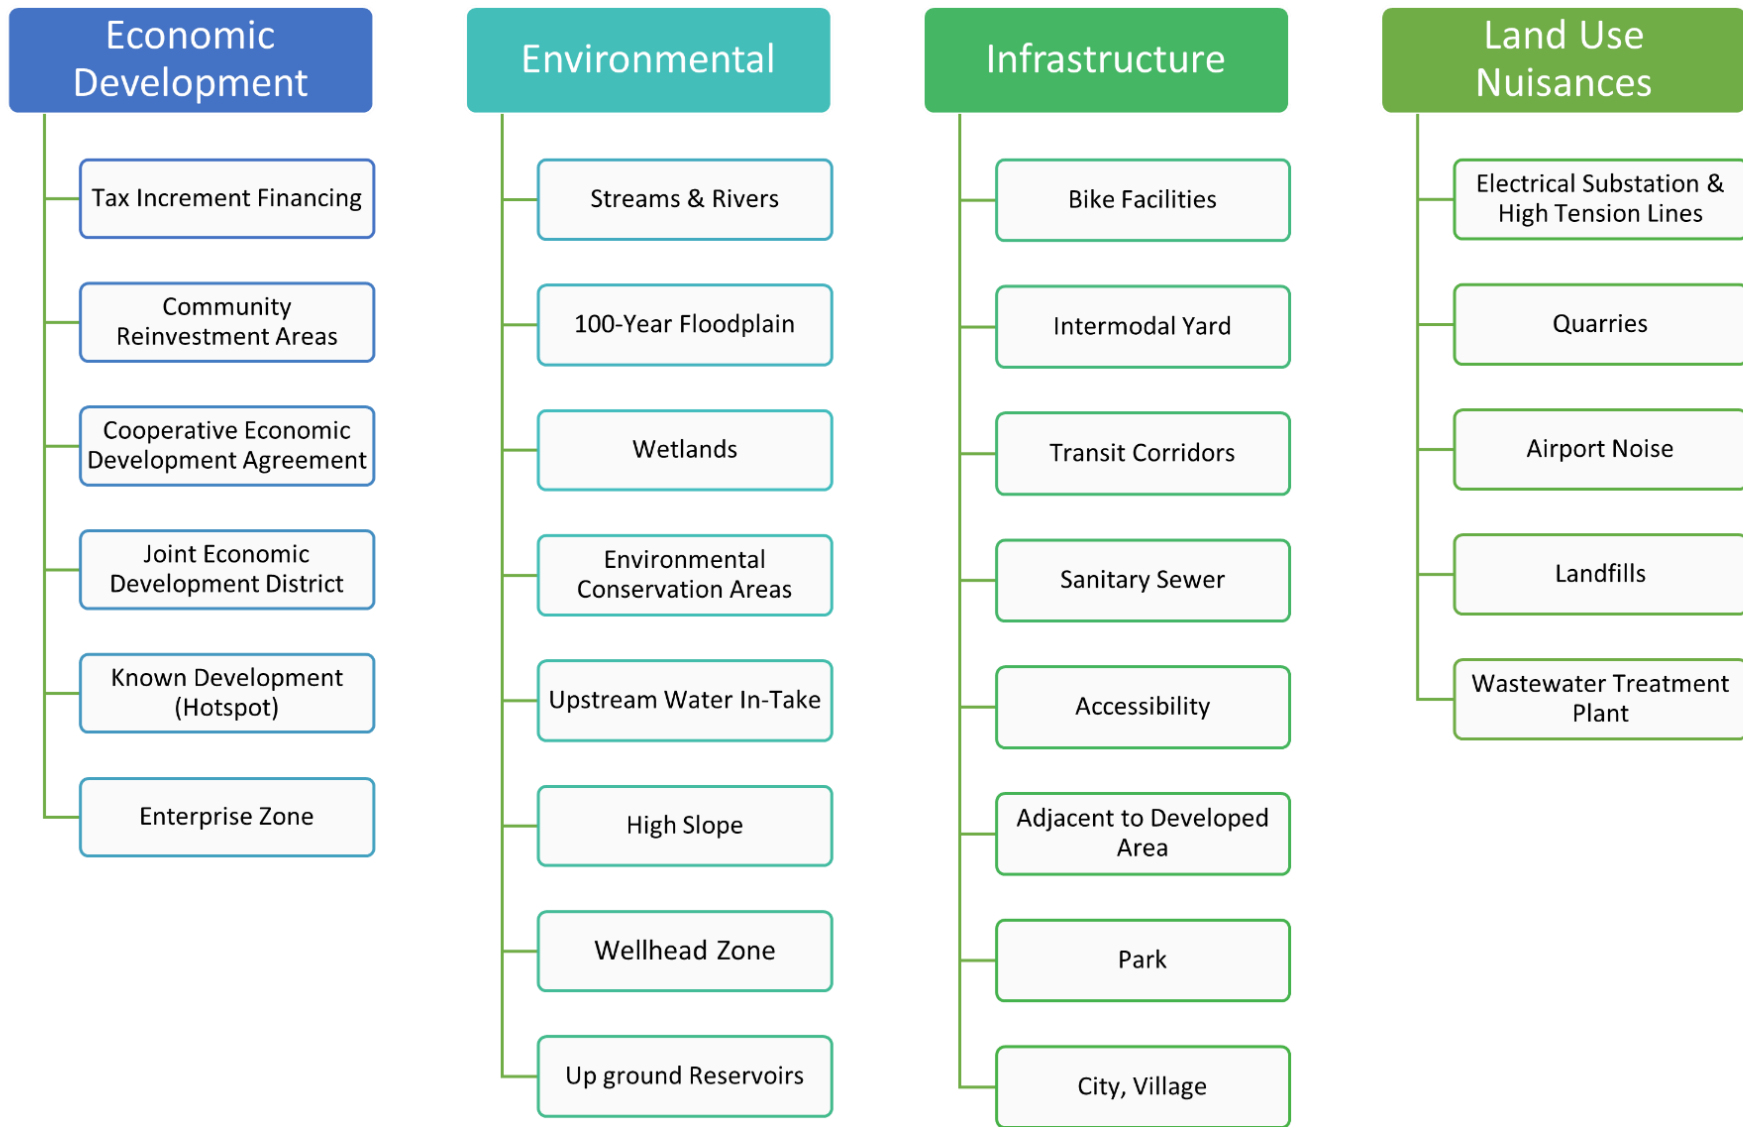 Economic
Development
Tax Increment Financing
Community
Reinvestment Areas
Cooperative Economic
Development Agreement
Joint Economic
Development District
Known Development
(Hotspot)
Enterprise Zone
Environmental
Streams & Rivers
100-Year Floodplain
Wetlands
Environmental
Conservation Areas
Upstream Water In-Take
High Slope
Wellhead Zone
Up ground Reservoirs
Infrastructure
Bike Facilities
Intermodal Yard
Transit Corridors
Sanitary Sewer
Accessibility
Adjacent to Developed
Area
Park
City, Village
Land Use
Nuisances
Electrical Substation &
High Tension Lines
Quarries
Airport Noise
Landfills
Wastewater Treatment
Plant